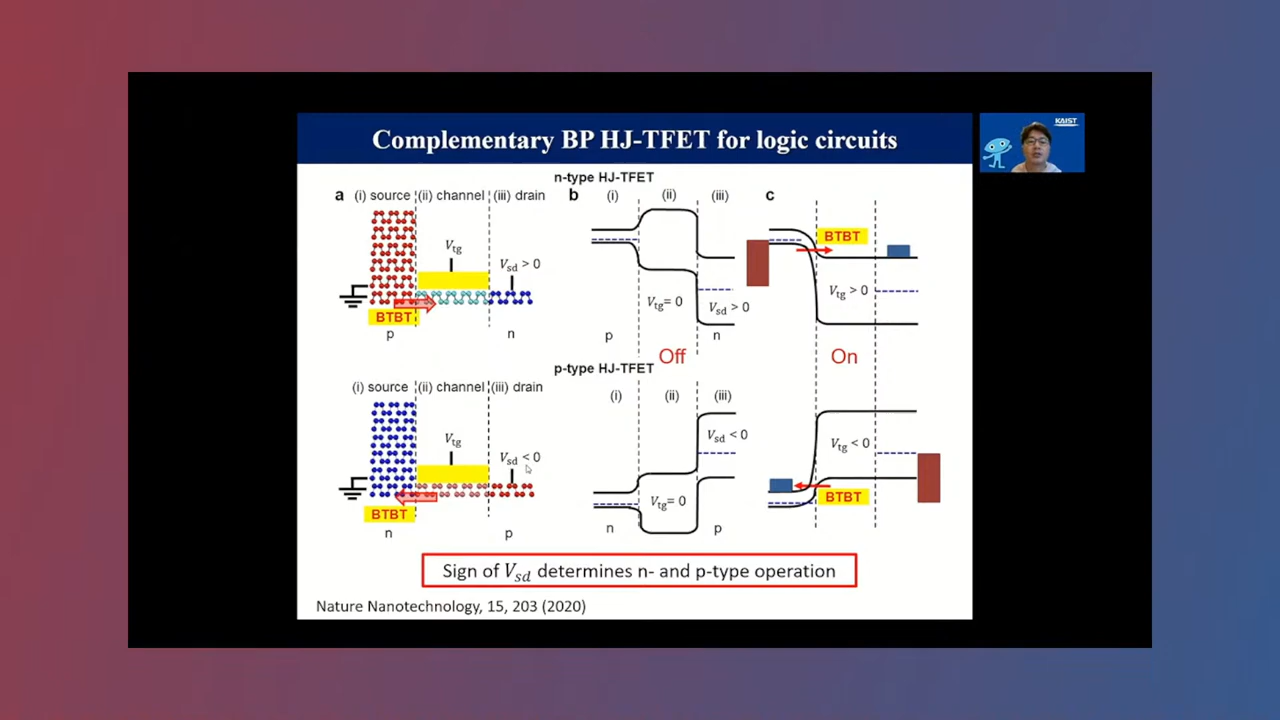 Complementary BP HJ-TFET for logic circuits
KAIST
n-type HJ-TFET
a (i) source (ii) channel (iii) drain
V_tg
V_sd > 0
BTBT
p n
b (i) (ii) (iii)
V_tg= 0
V_sd > 0
p n
Off
c
BTBT
V_tg > 0
On
p-type HJ-TFET
(i) source (ii) channel (iii) drain
V_tg
V_sd < 0
BTBT
n p
(i) (ii) (iii)
V_sd < 0
V_tg= 0
n p
V_tg < 0
BTBT
Sign of V_sd determines n- and p-type operation
Nature Nanotechnology, 15, 203 (2020)